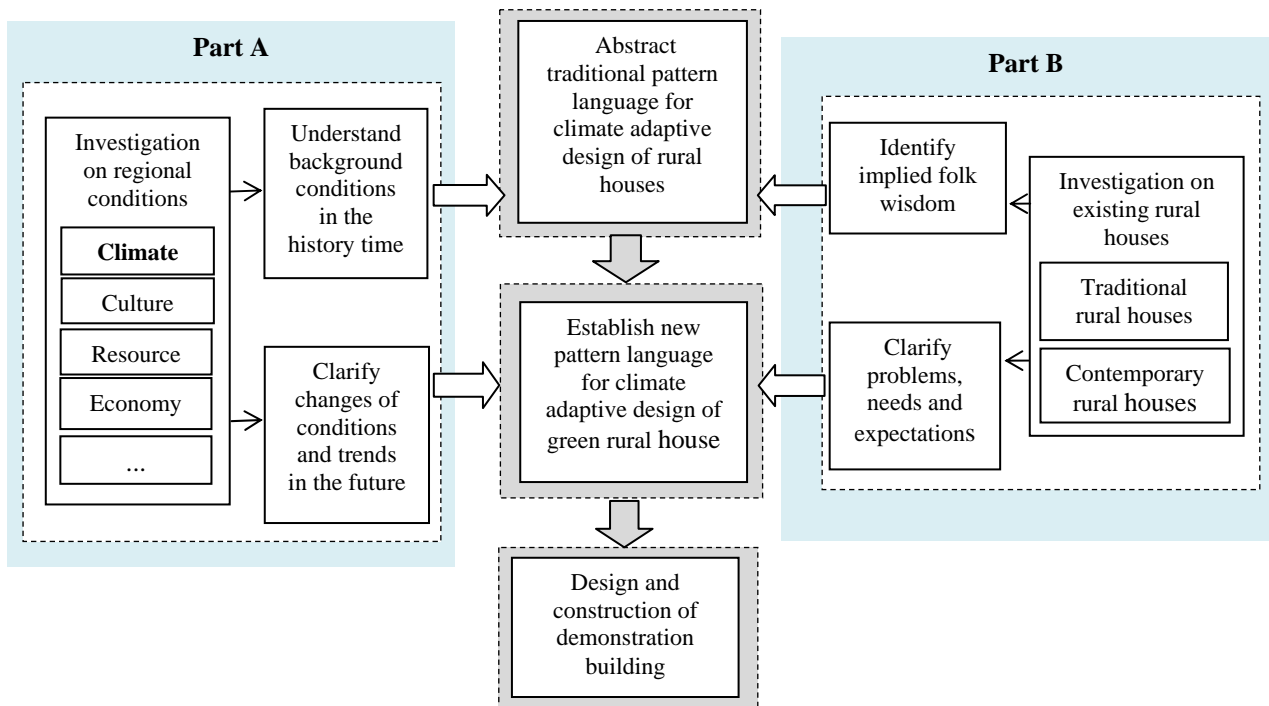 Part A
Investigation
on regional
conditions
Climate
Culture
Resource
Economy
...
Understand
background
conditions
in the
history time
Clarify
changes of
conditions
and trends
in the future
Abstract
traditional pattern
language for
climate adaptive
design of rural
houses
Establish new
pattern language
for climate
adaptive design of
green rural house
Design and
construction of
demonstration
building
Part B
Identify
implied folk
wisdom
Clarify
problems,
needs and
expectations
Investigation on
existing rural
houses
Traditional
rural houses
Contemporary
rural houses